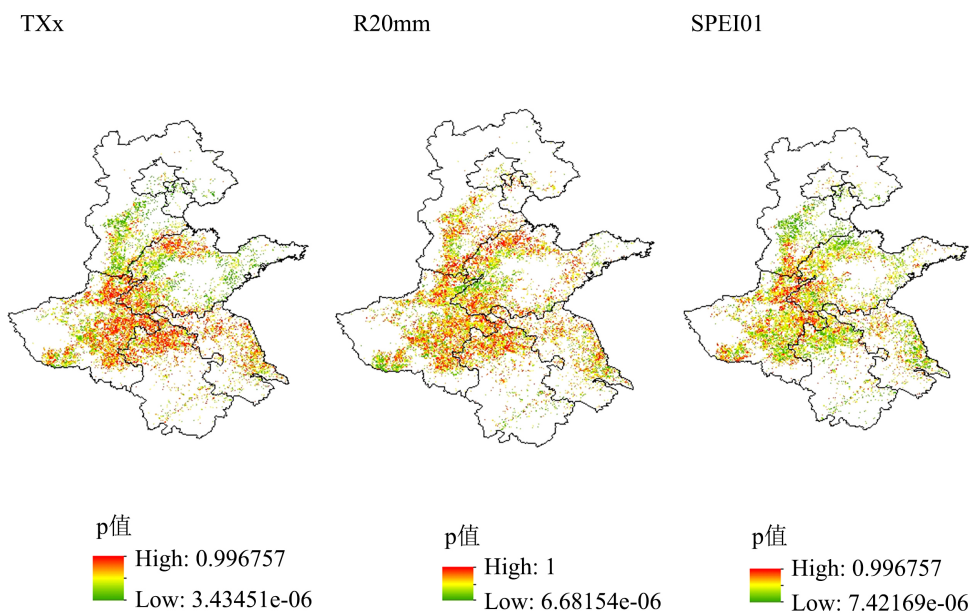 TXx
R20mm
SPEI01
p值
High: 0.996757
Low: 3.43451e-06
p值
High: 1
Low: 6.68154e-06
p值
High: 0.996757
Low: 7.42169e-06